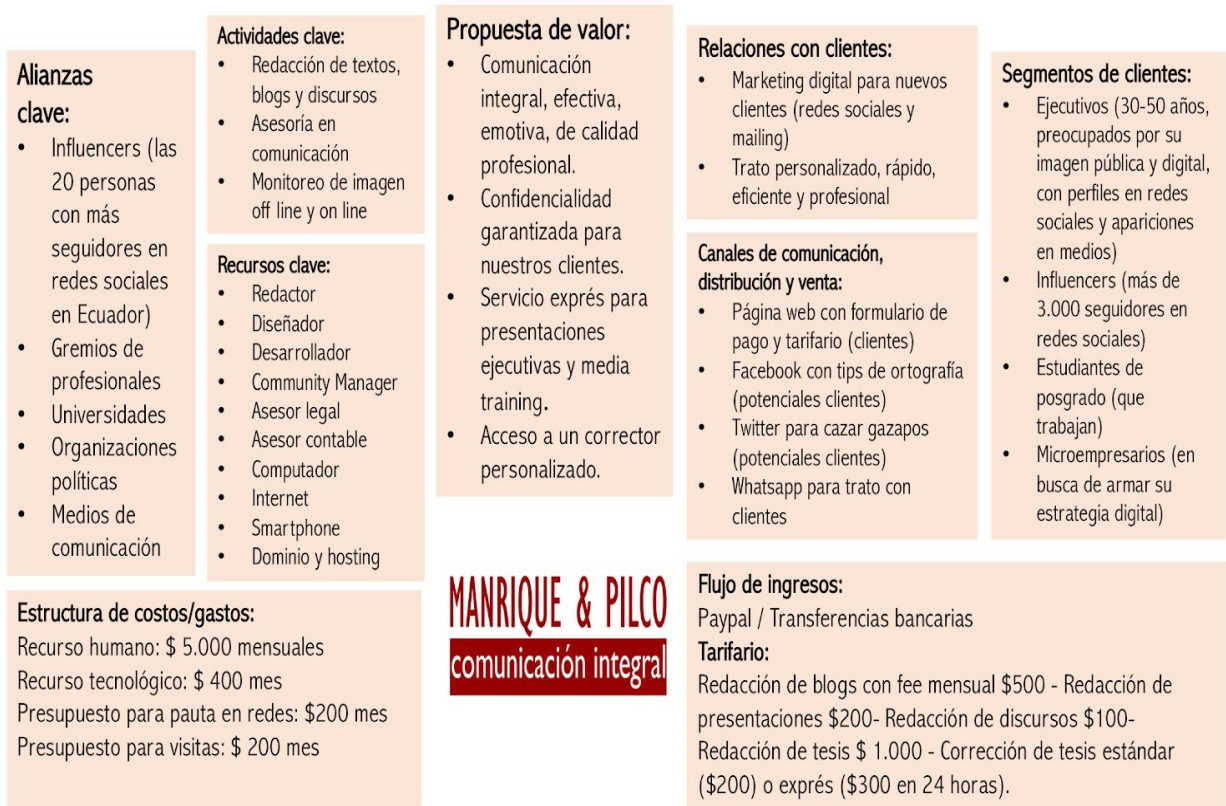 Alianzas
clave:
• Influencers (las
20 personas
con más
seguidores en
redes sociales
en Ecuador)
• Gremios de
profesionales
• Universidades
• Organizaciones
políticas
• Medios de
comunicación
Actividades clave:
• Redacción de textos,
blogs y discursos
• Asesoría en
comunicación
• Monitoreo de imagen
off line y on line
Recursos clave:
• Redactor
• Diseñador
• Desarrollador
• Community Manager
• Asesor legal
• Asesor contable
• Computador
• Internet
• Smartphone
• Dominio y hosting
Propuesta de valor:
• Comunicación
integral, efectiva,
emotiva, de calidad
profesional.
• Confidencialidad
garantizada para
nuestros clientes.
• Servicio exprés para
presentaciones
ejecutivas y media
training.
• Acceso a un corrector
personalizado.
Relaciones con clientes:
• Marketing digital para nuevos
clientes (redes sociales y
mailing)
• Trato personalizado, rápido,
eficiente y profesional
Canales de comunicación,
distribución y venta:
• Página web con formulario de
pago y tarifario (clientes)
• Facebook con tips de ortografía
(potenciales clientes)
• Twitter para cazar gazapos
(potenciales clientes)
• Whatsapp para trato con
clientes
Segmentos de clientes:
• Ejecutivos (30-50 años,
preocupados por su
imagen pública y digital,
con perfiles en redes
sociales y apariciones
en medios)
• Influencers (más de
3.000 seguidores en
redes sociales)
• Estudiantes de
posgrado (que
trabajan)
• Microempresarios (en
busca de armar su
estrategia digital)
Estructura de costos/gastos:
Recurso humano: $ 5.000 mensuales
Recurso tecnológico: $ 400 mes
Presupuesto para pauta en redes: $200 mes
Presupuesto para visitas: $ 200 mes
MANRIQUE & PILCO
comunicación integral
Flujo de ingresos:
Paypal / Transferencias bancarias
Tarifario:
Redacción de blogs con fee mensual $500 - Redacción de
presentaciones $200- Redacción de discursos $100-
Redacción de tesis $ 1.000 - Corrección de tesis estándar
($200) o exprés ($300 en 24 horas).